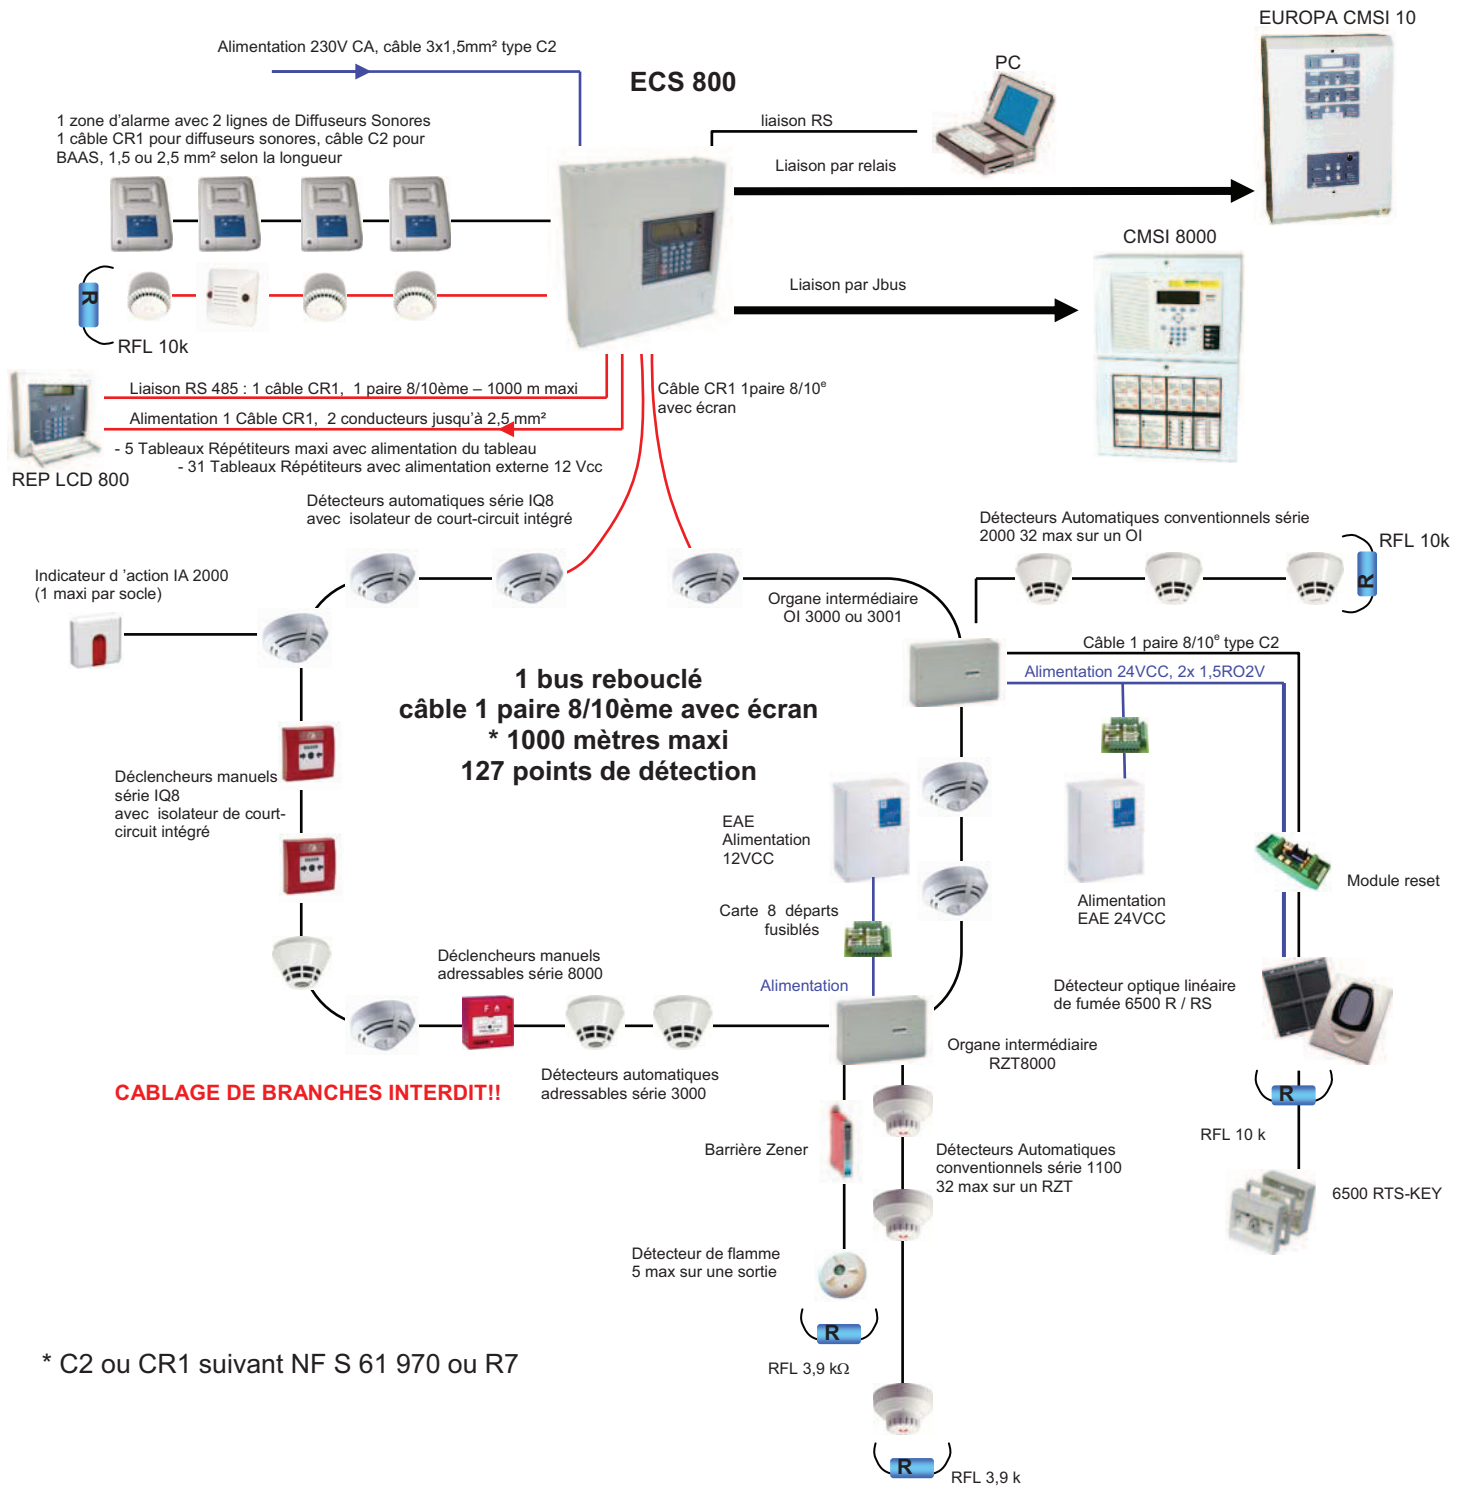 EUROPA CMSI 10
Alimentation 230V CA, câble 3x1,5mm² type C2
ECS 800
PC
1 zone d'alarme avec 2 lignes de Diffuseurs Sonores
1 câble CR1 pour diffuseurs sonores, câble C2 pour
BAAS, 1,5 ou 2,5 mm² selon la longueur
liaison RS
Liaison par relais
CMSI 8000
Liaison par Jbus
R
RFL 10k
Liaison RS 485 : 1 câble CR1, 1 paire 8/10ème – 1000 m maxi
Alimentation 1 Câble CR1, 2 conducteurs jusqu'à 2,5 mm²
- 5 Tableaux Répétiteurs maxi avec alimentation du tableau
- 31 Tableaux Répétiteurs avec alimentation externe 12 Vcc
REP LCD 800
Câble CR1 1paire 8/10e
avec écran
Détecteurs automatiques série IQ8
avec isolateur de court-circuit intégré
Détecteurs Automatiques conventionnels série
2000 32 max sur un OI
RFL 10k
R
Indicateur d 'action IA 2000
(1 maxi par socle)
Organe intermédiaire
OI 3000 ou 3001
Câble 1 paire 8/10e type C2
Alimentation 24VCC, 2x 1,5RO2V
1 bus rebouclé
câble 1 paire 8/10ème avec écran
* 1000 mètres maxi
127 points de détection
Déclencheurs manuels
série IQ8
avec isolateur de court-
circuit intégré
EAE
Alimentation
12VCC
Carte 8 départs
fusiblés
Alimentation
Alimentation
EAE 24VCC
Module reset
Déclencheurs manuels
adressables série 8000
Détecteur optique linéaire
de fumée 6500 R / RS
Organe intermédiaire
RZT8000
Détecteurs automatiques
adressables série 3000
CABLAGE DE BRANCHES INTERDIT!!
R
RFL 10 k
Barrière Zener
Détecteurs Automatiques
conventionnels série 1100
32 max sur un RZT
6500 RTS-KEY
Détecteur de flamme
5 max sur une sortie
R
RFL 3,9 kΩ
* C2 ou CR1 suivant NF S 61 970 ou R7
R
RFL 3,9 k